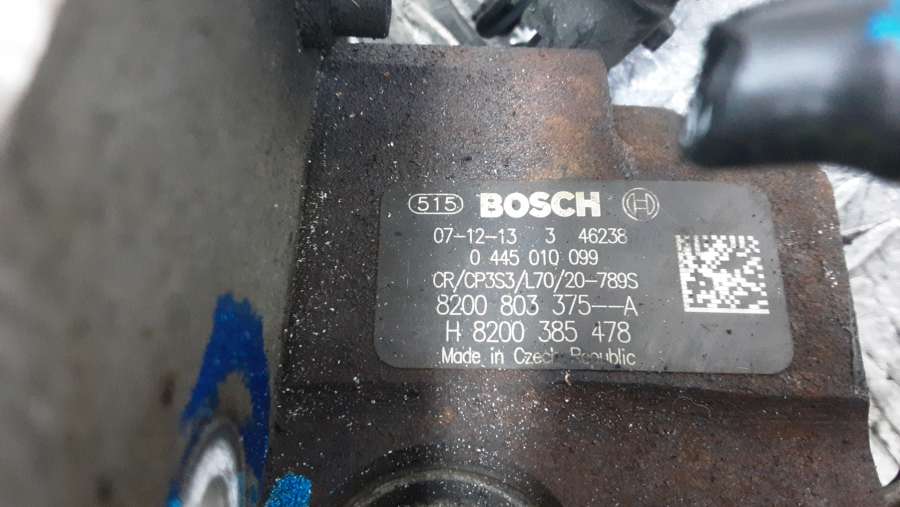 515 BOSCH
07-12-13 3 46238
0 445 010 099
CR/CP3S3/L70/20-789S
8200 803 375--A
H 8200 385 478
Made in Czech Republic